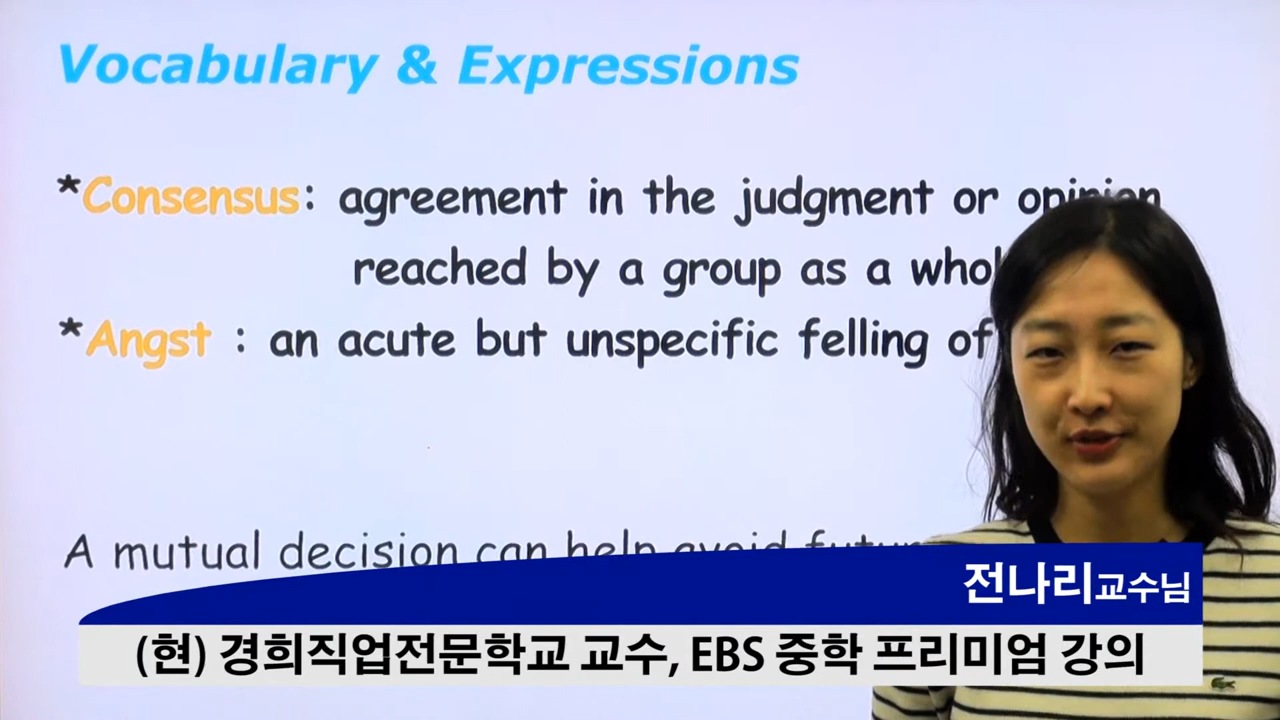 Vocabulary & Expressions
*Consensus: agreement in the judgment or opinion
reached by a group as a
*Angst : an acute but unspecific felling of
A mutual decision can help avoid
전나리교수님
(현) 경희직업전문학교 교수, EBS 중학 프리미엄 강의